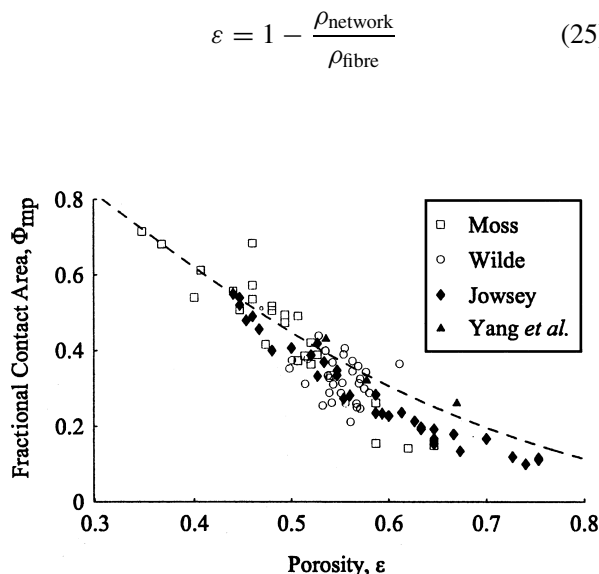 ε = 1 − ρnetwork / ρfibre (25
Fractional Contact Area, Φmp
0.8
0.6
0.4
0.2
0
0.3 0.4 0.5 0.6 0.7 0.8
Porosity, ε
Moss
Wilde
Jowsey
Yang et al.